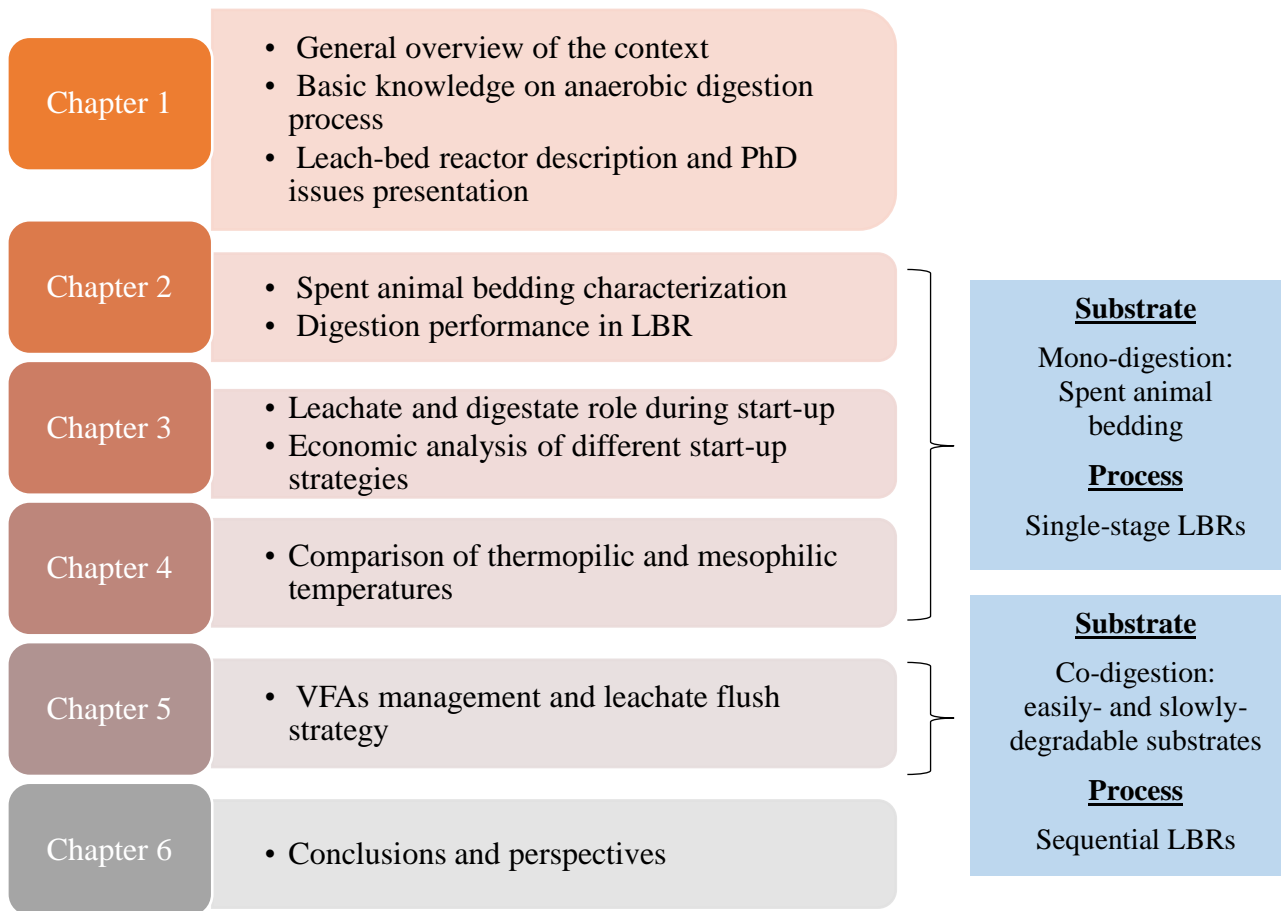 Chapter 1
• General overview of the context
• Basic knowledge on anaerobic digestion
process
• Leach-bed reactor description and PhD
issues presentation
Chapter 2
• Spent animal bedding characterization
• Digestion performance in LBR
Chapter 3
• Leachate and digestate role during start-up
• Economic analysis of different start-up
strategies
Chapter 4
• Comparison of thermopilic and mesophilic
temperatures
Substrate
Mono-digestion:
Spent animal
bedding
Process
Single-stage LBRs
Chapter 5
• VFAs management and leachate flush
strategy
Substrate
Co-digestion:
easily- and slowly-
degradable substrates
Process
Sequential LBRs
Chapter 6
• Conclusions and perspectives